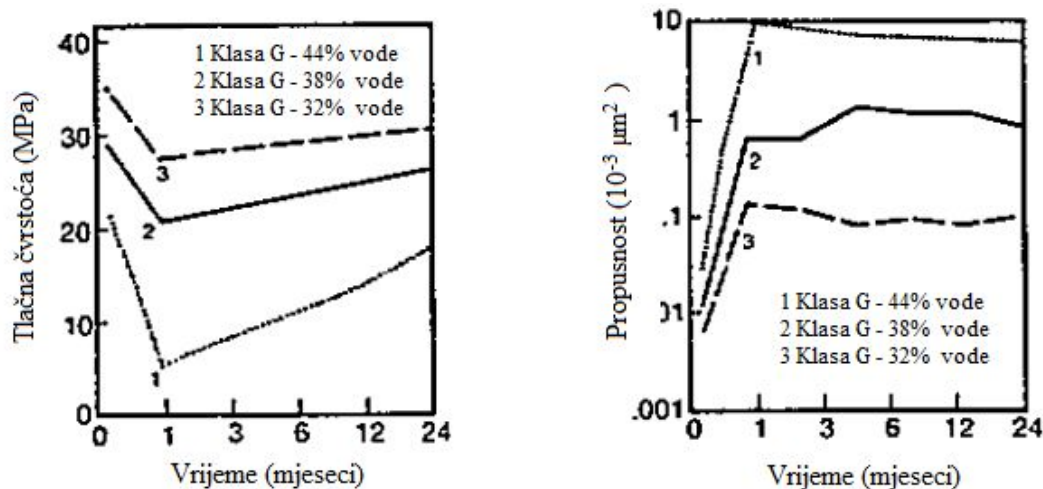 40
30
20
10
0
Tlačna čvrstoća (MPa)
1 Klasa G - 44% vode
2 Klasa G - 38% vode
3 Klasa G - 32% vode
3
2
1
0 1 3 6 12 24
Vrijeme (mjeseci)
10
1
.1
01
.001
Propusnost (10⁻³ μm²)
1
2
3
1 Klasa G - 44% vode
2 Klasa G - 38% vode
3 Klasa G - 32% vode
0 1 3 6 12 24
Vrijeme (mjeseci)